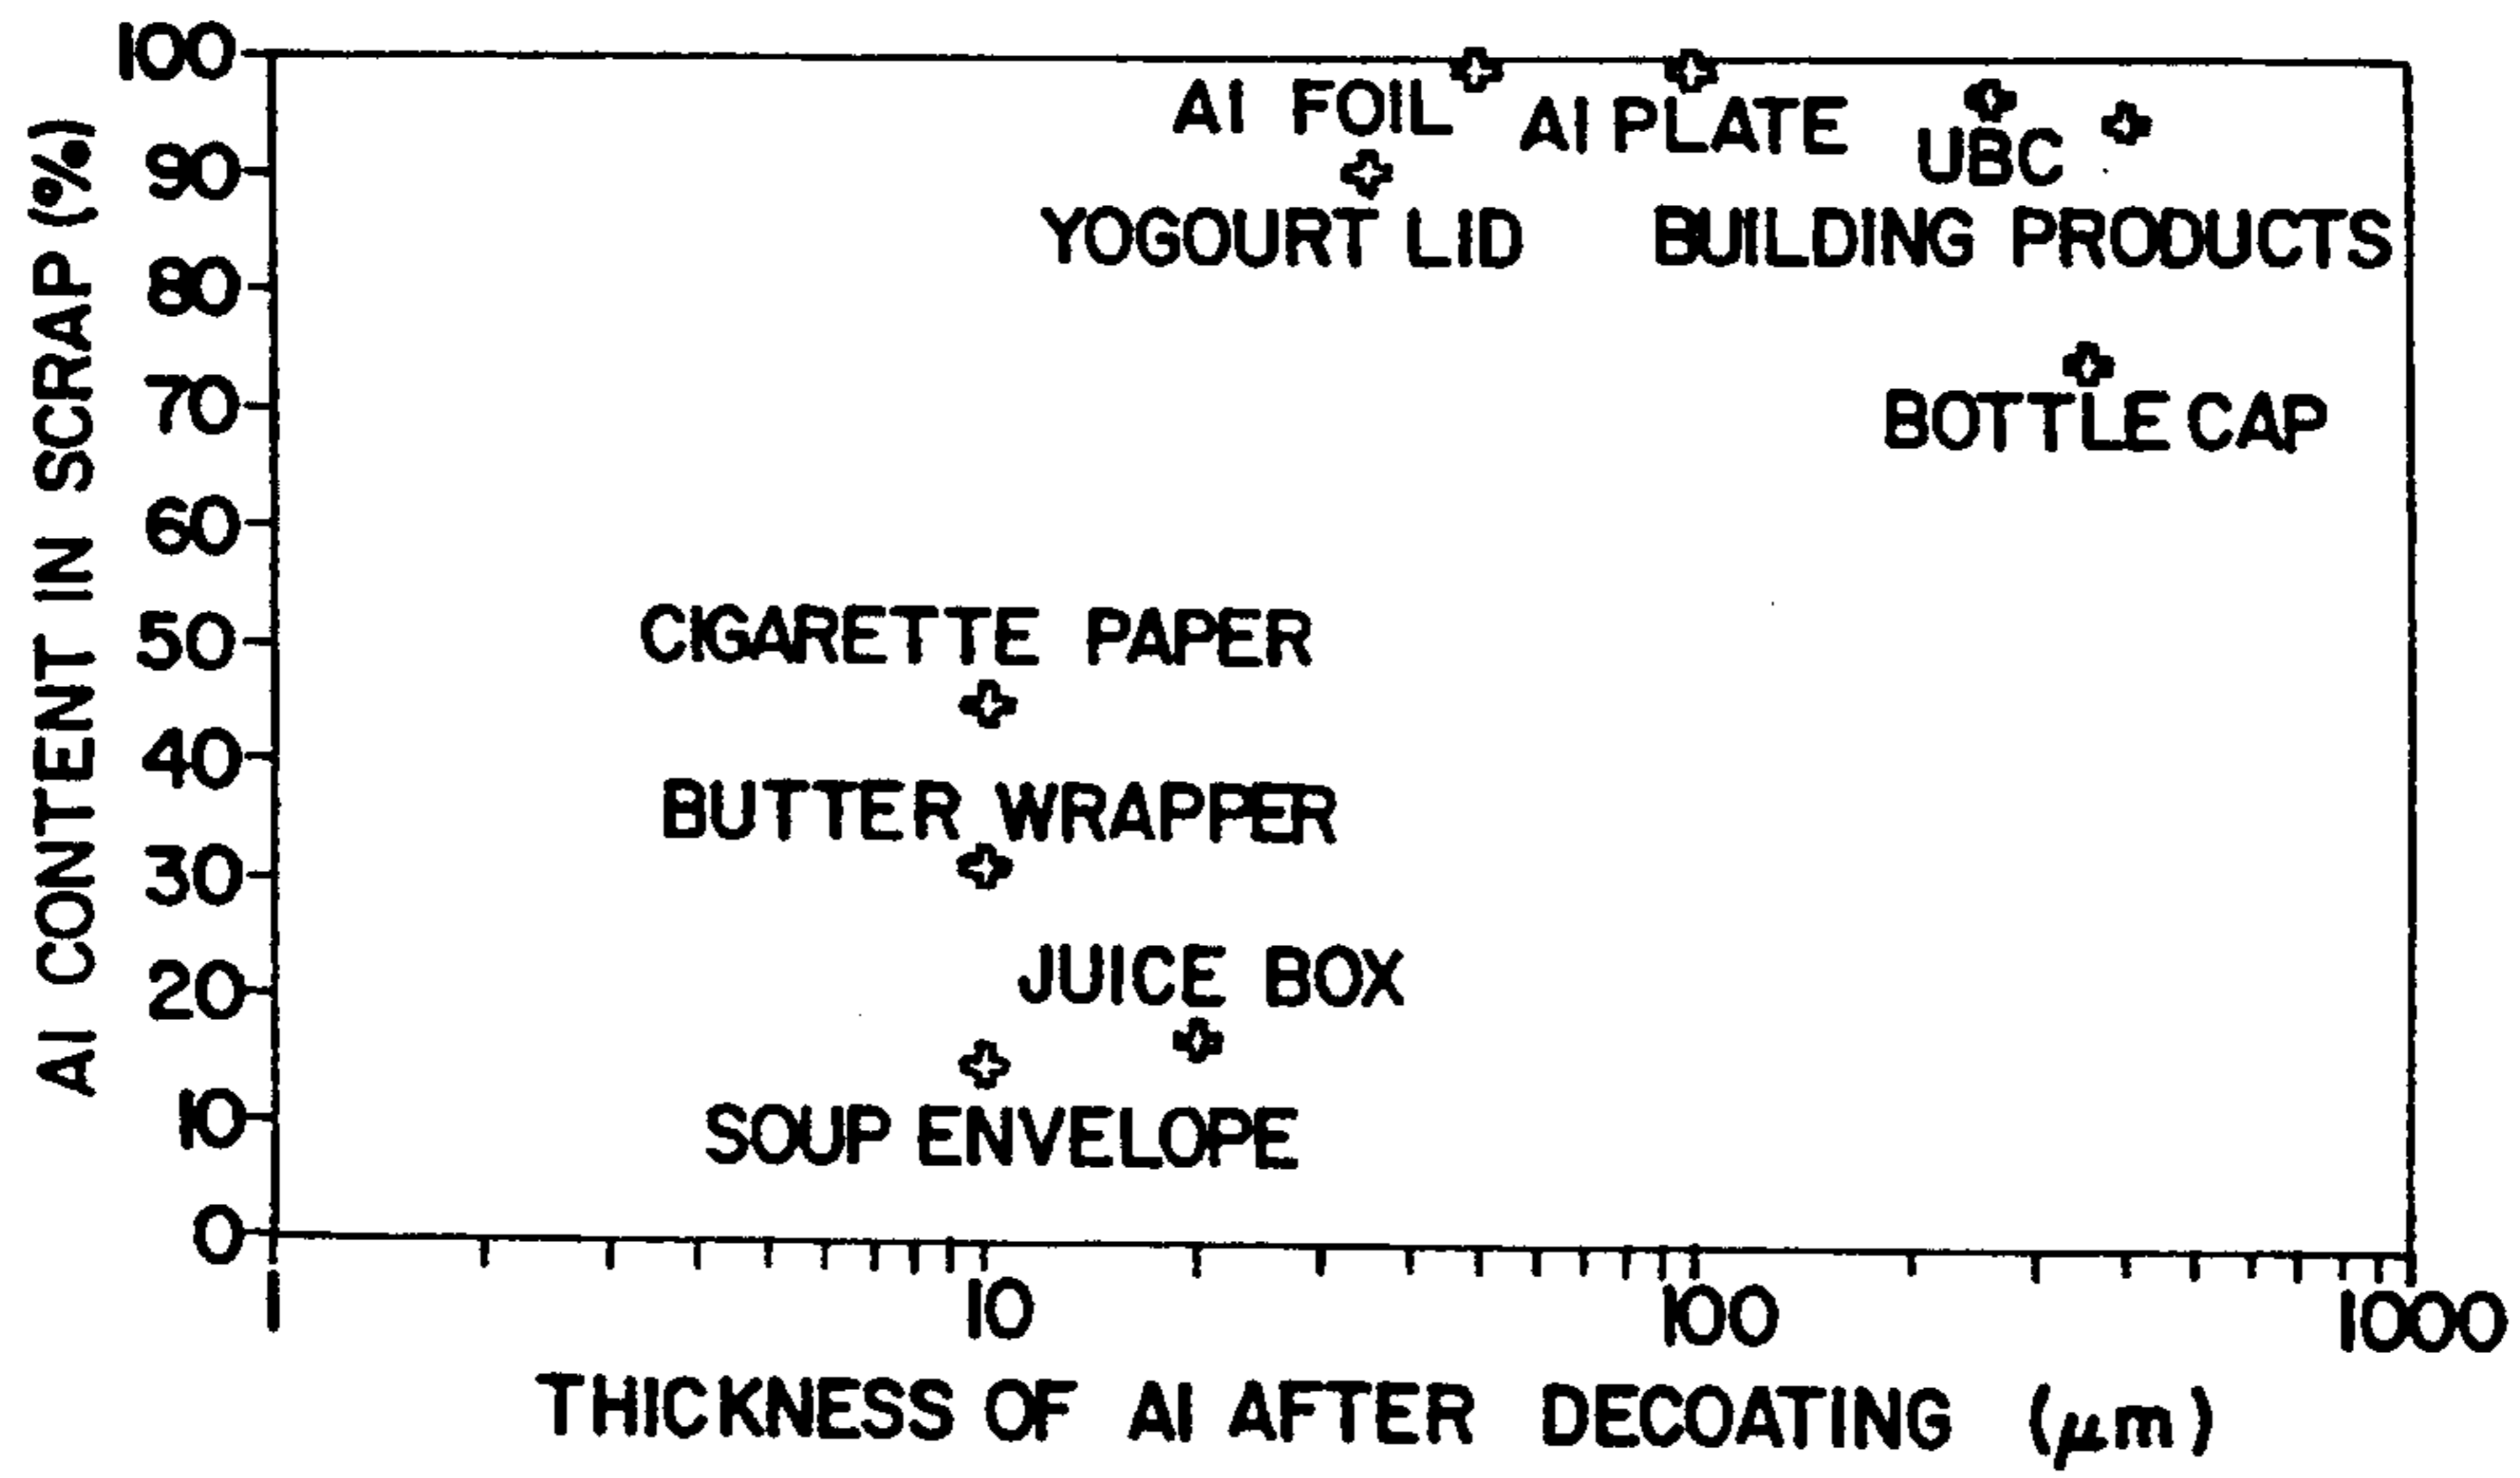 AI CONTENT IN SCRAP (%)
100
90
80
70
60
50
40
30
20
10
0
AI FOIL
AI PLATE
UBC
YOGOURT LID
BUILDING PRODUCTS
BOTTLE CAP
CIGARETTE PAPER
BUTTER WRAPPER
JUICE BOX
SOUP ENVELOPE
1
10
100
1000
THICKNESS OF AI AFTER DECOATING (μm)